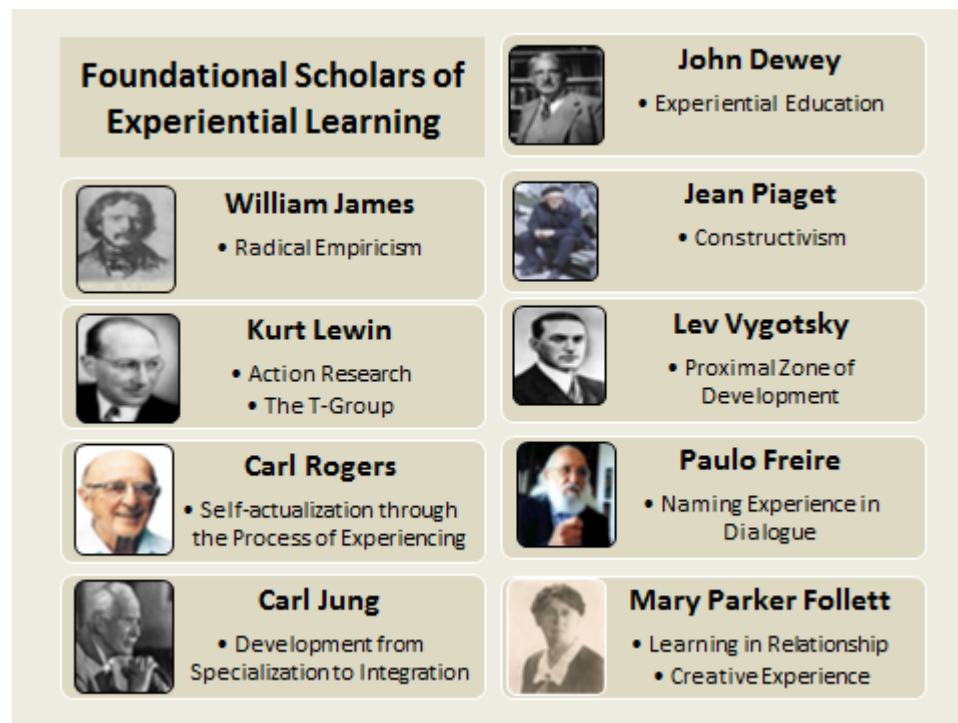 Foundational Scholars of
Experiential Learning
John Dewey
• Experiential Education
William James
• Radical Empiricism
Jean Piaget
• Constructivism
Kurt Lewin
• Action Research
• The T-Group
Lev Vygotsky
• Proximal Zone of
Development
Carl Rogers
• Self-actualization through
the Process of Experiencing
Paulo Freire
• Naming Experience in
Dialogue
Carl Jung
• Development from
Specialization to Integration
Mary Parker Follett
• Learning in Relationship
• Creative Experience